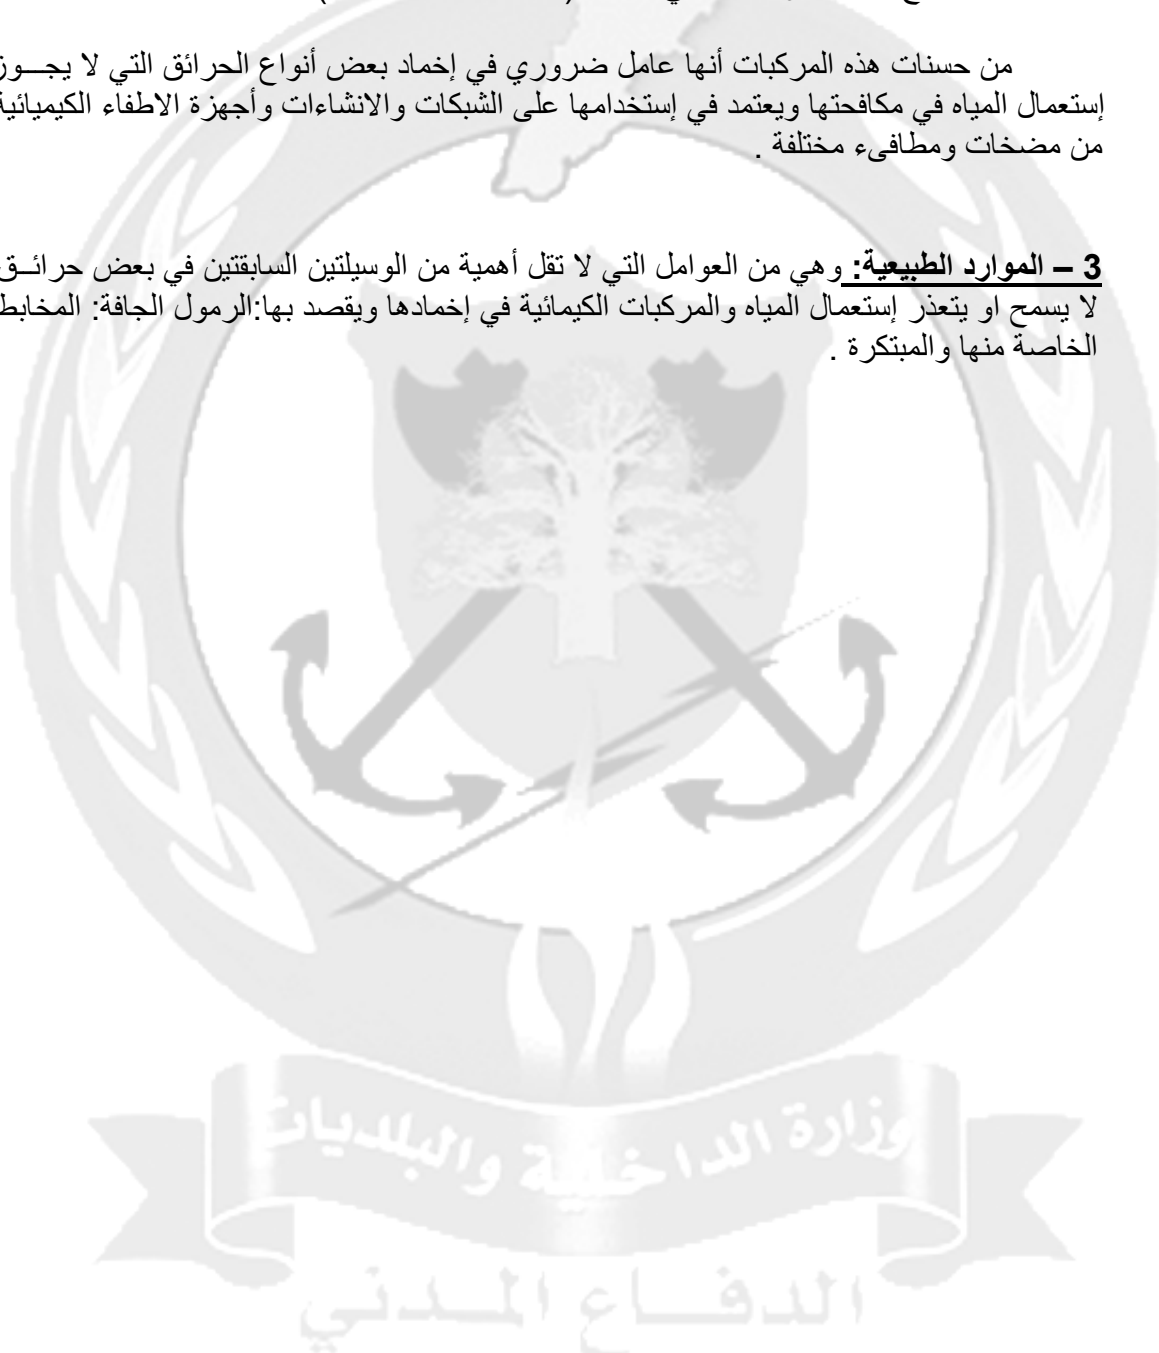 من حسنات هذه المركبات أنها عامل ضروري في إخماد بعض أنواع الحرائق التي لا يجـــوز
إستعمال المياه في مكافحتها ويعتمد في إستخدامها على الشبكات والانشاءات وأجهزة الاطفاء الكيميائية
من مضخات ومطافىء مختلفة .
3 – الموارد الطبيعية: وهي من العوامل التي لا تقل أهمية من الوسيلتين السابقتين في بعض حرائــق
لا يسمح او يتعذر إستعمال المياه والمركبات الكيمائية في إخمادها ويقصد بها:الرمول الجافة: المخابط
الخاصة منها والمبتكرة .
وزارة الداخلية والبلديات
الدفـــاع المـــدني